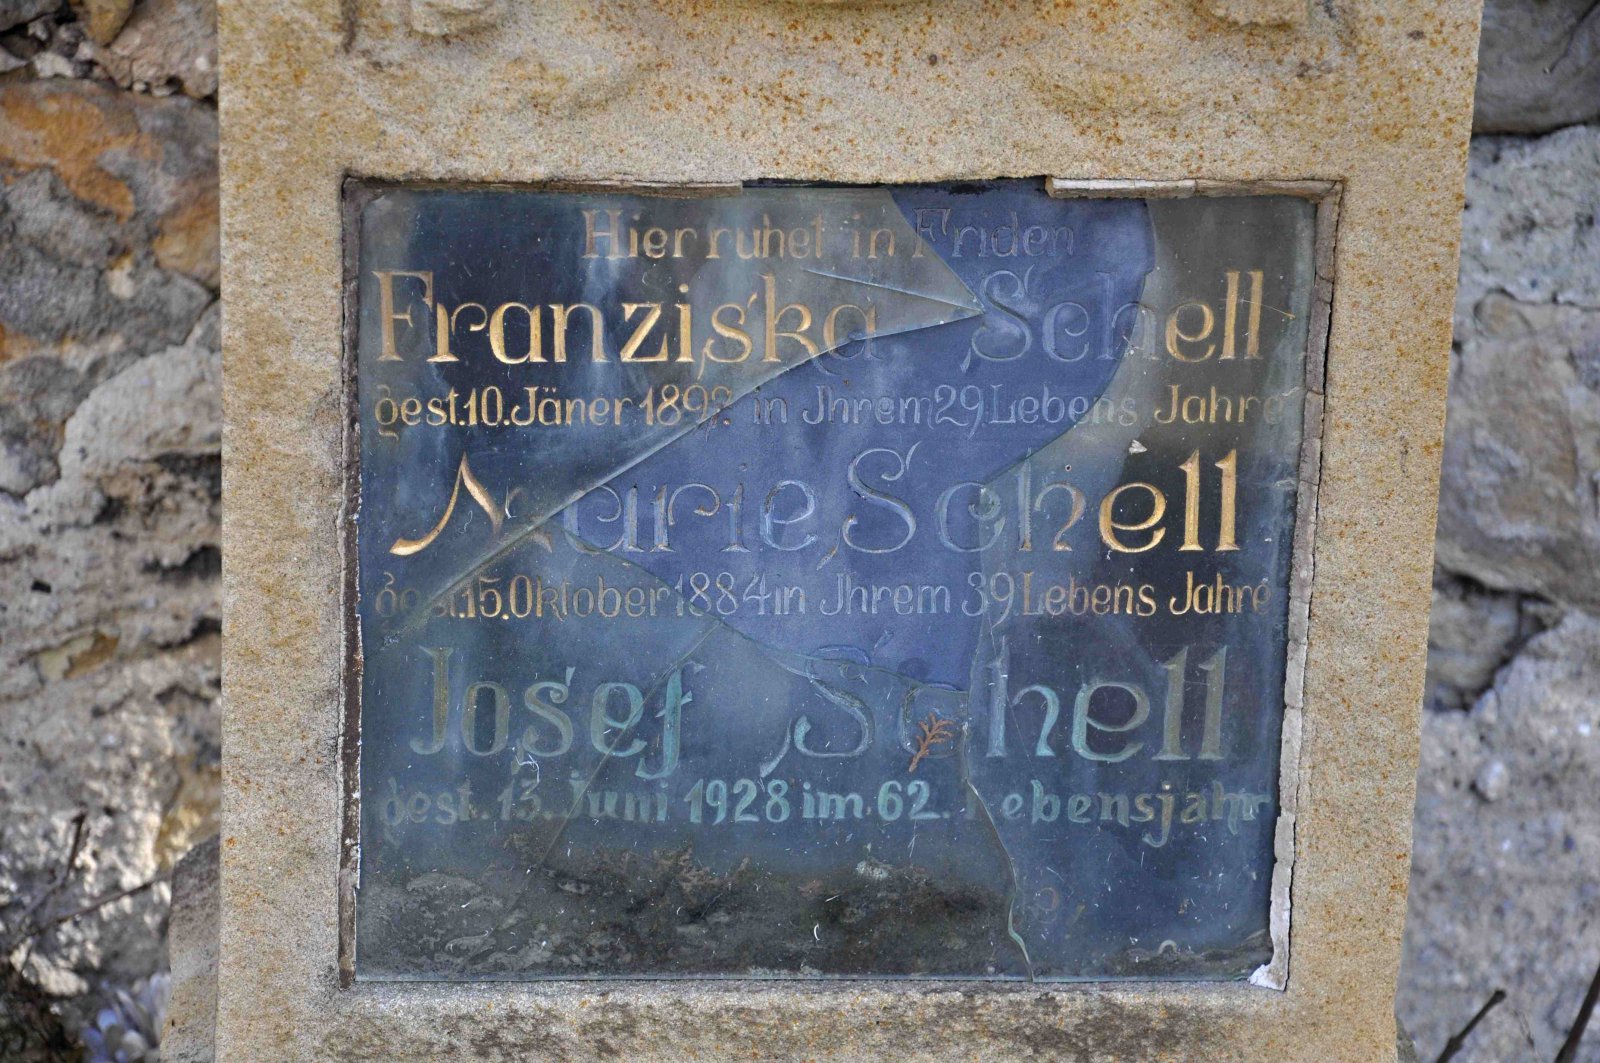 Hier ruhet in Friden
Franziska Schell
gest. 10. Jäner 1892. in Jhrem 29. Lebens Jahre
Marie Schell
gest. 15. Oktober 1884 in Jhrem 39. Lebens Jahre
Josef Schell
gest. 13. Juni 1928 im 62. Lebensjahr